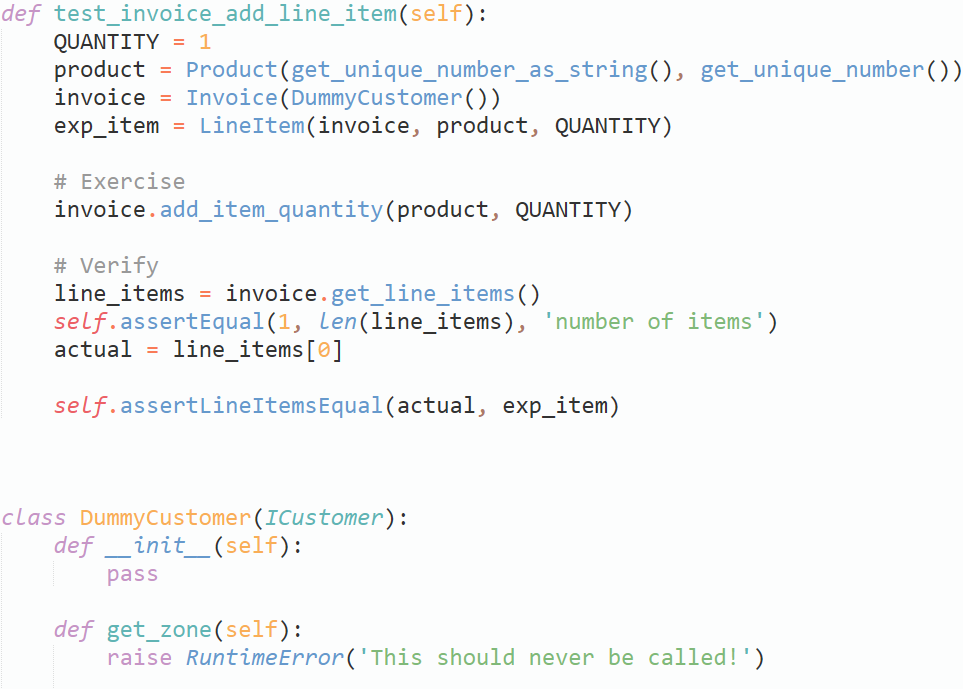 def test_invoice_add_line_item(self):
    QUANTITY = 1
    product = Product(get_unique_number_as_string(), get_unique_number())
    invoice = Invoice(DummyCustomer())
    exp_item = LineItem(invoice, product, QUANTITY)

    # Exercise
    invoice.add_item_quantity(product, QUANTITY)

    # Verify
    line_items = invoice.get_line_items()
    self.assertEqual(1, len(line_items), 'number of items')
    actual = line_items[0]

    self.assertLineItemsEqual(actual, exp_item)

class DummyCustomer(ICustomer):
    def __init__(self):
        pass

    def get_zone(self):
        raise RuntimeError('This should never be called!')